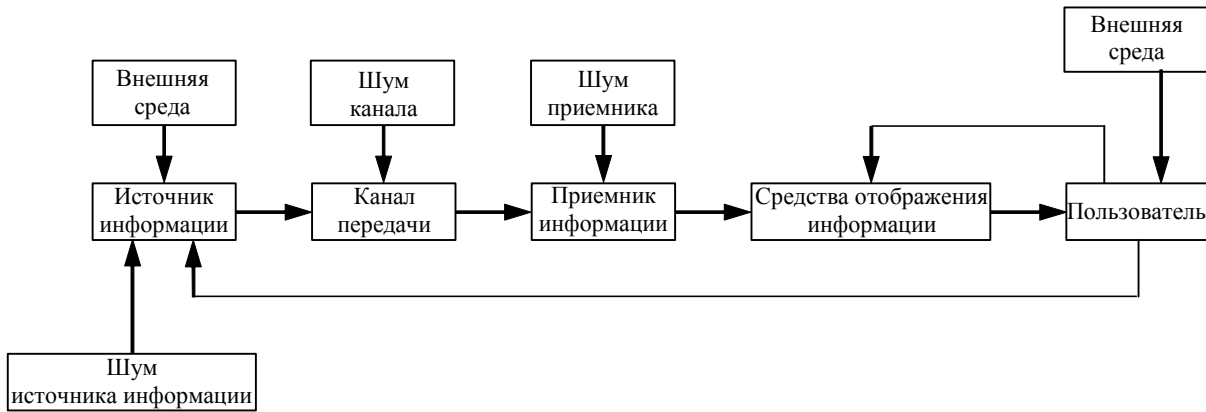 Внешняя
среда
Внешняя
среда
Шум
канала
Шум
приемника
Источник
информации
Канал
передачи
Приемник
информации
Средства отображения
информации
Пользователь
Шум
источника информации